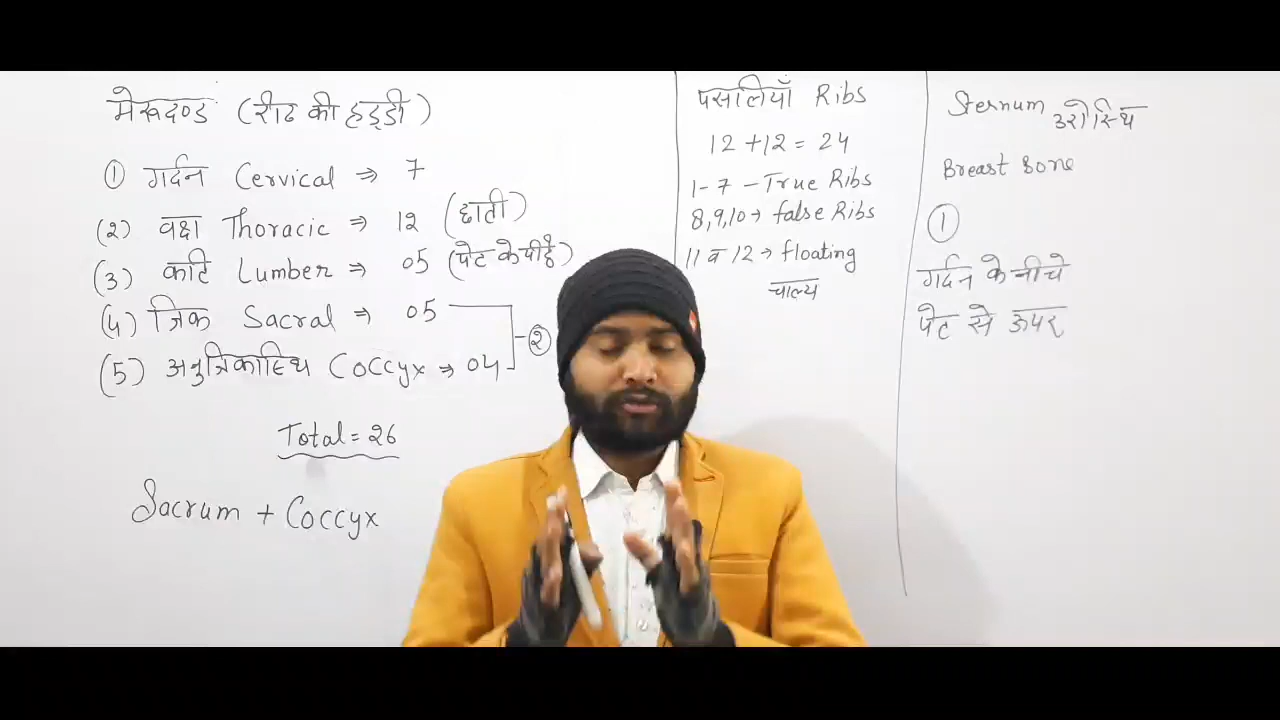 मेरूदण्ड (रीढ की हड्डी)
① गर्दन Cervical ⇒ 7
(2) वक्ष Thoracic ⇒ 12 (छाती)
(3) कटि Lumber ⇒ 05 (पेट के पीछे)
(4) त्रिक Sacral ⇒ 05
②
(5) अनुत्रिकास्थि Coccyx ⇒ 04
Total = 26
Sacrum + Coccyx
पसलियाँ Ribs
12 + 12 = 24
1-7 - True Ribs
8,9,10 → false Ribs
11 व 12 → floating
Sternum उरोस्थि
Breast Bone
①
गर्दन के नीचे
पेट से ऊपर